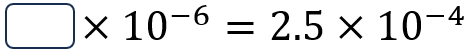 × 10⁻⁶ = 2.5 × 10⁻⁴